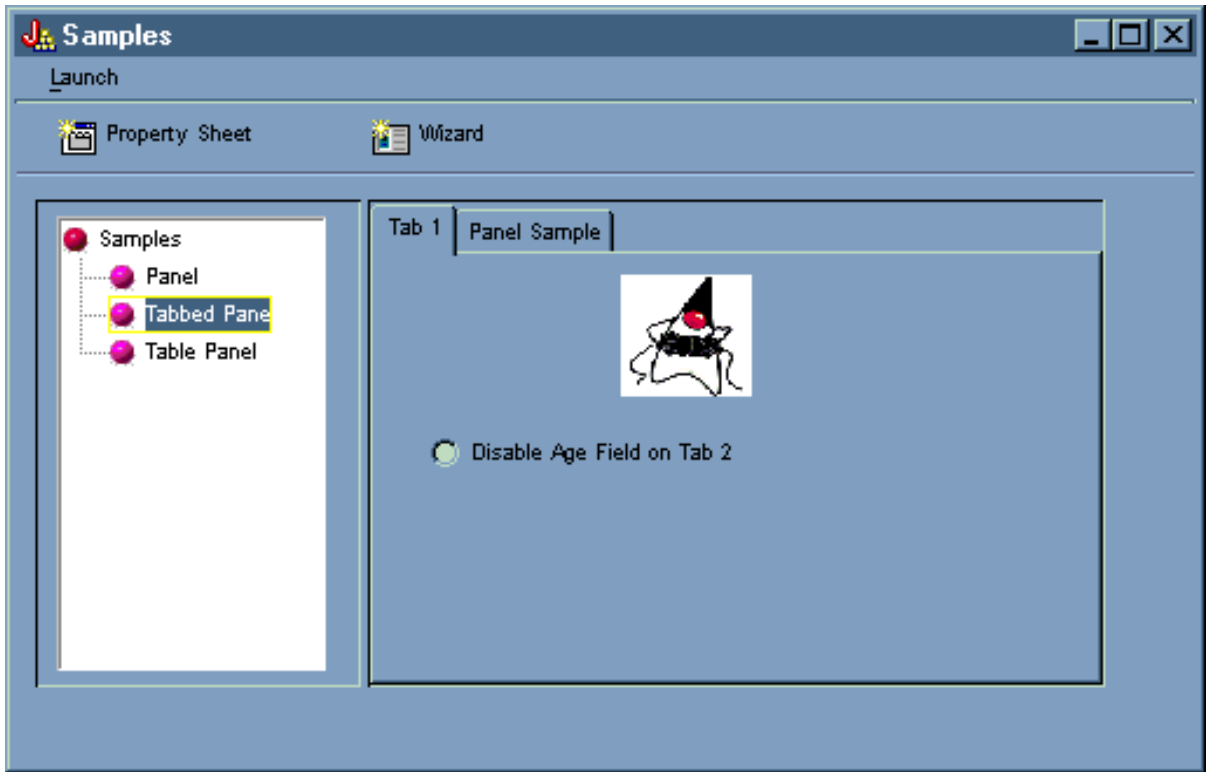 Samples
Launch
Property Sheet
Wizard
Samples
Panel
Tabbed Pane
Table Panel
Tab 1
Panel Sample
Disable Age Field on Tab 2